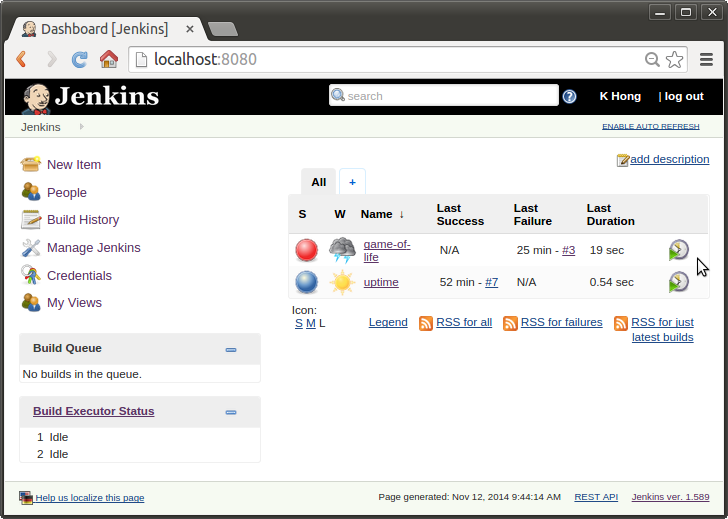 Dashboard [Jenkins]
localhost:8080
Jenkins
search
K Hong
| log out
Jenkins
ENABLE AUTO REFRESH
New Item
People
Build History
Manage Jenkins
Credentials
My Views
Build Queue
No builds in the queue.
Build Executor Status
1 Idle
2 Idle
add description
All +
S W Name ↓ Last Success Last Failure Last Duration
game-of-life N/A 25 min - #3 19 sec
uptime 52 min - #7 N/A 0.54 sec
Icon:
S M L
Legend RSS for all RSS for failures RSS for just
latest builds
Help us localize this page
Page generated: Nov 12, 2014 9:44:14 AM REST API Jenkins ver. 1.589